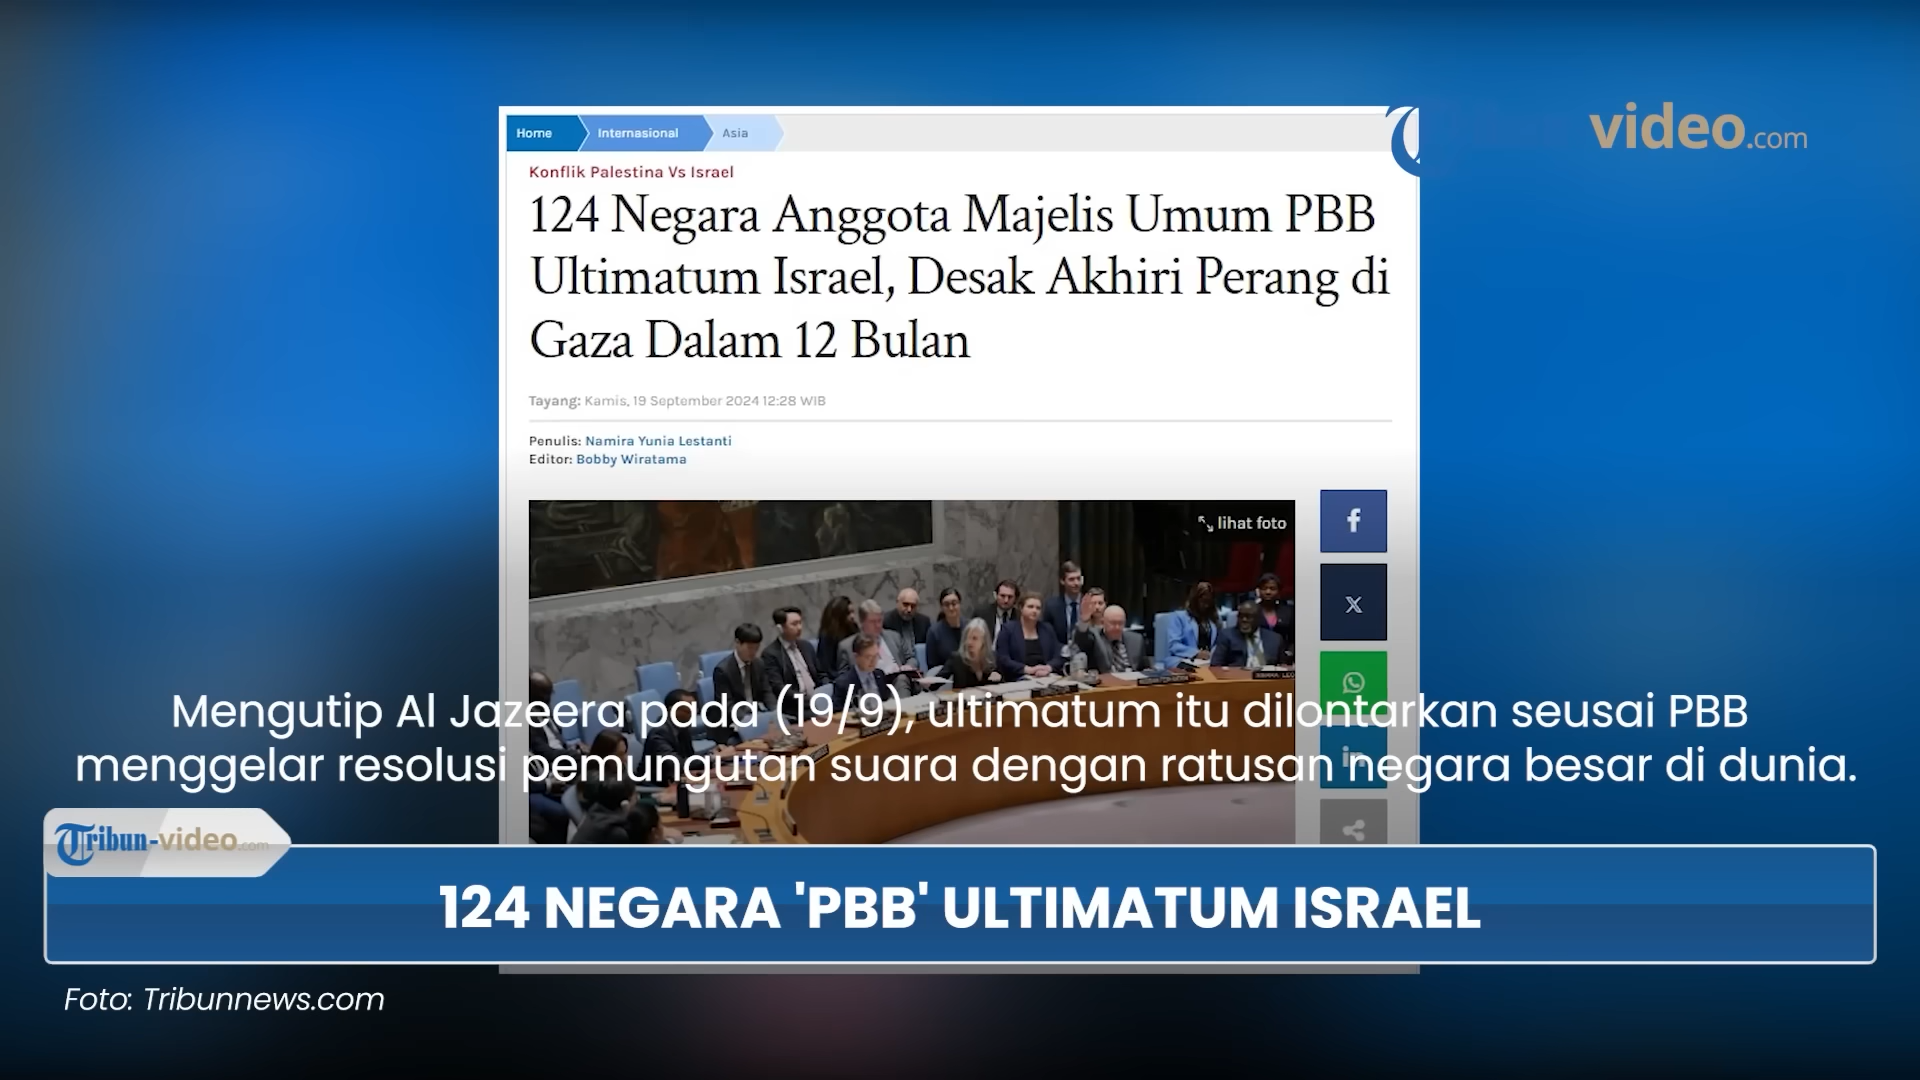 Home Internasional Asia
video.com
Konflik Palestina Vs Israel
124 Negara Anggota Majelis Umum PBB
Ultimatum Israel, Desak Akhiri Perang di
Gaza Dalam 12 Bulan
Tayang: Kamis, 19 September 2024 12:28 WIB
Penulis: Namira Yunia Lestanti
Editor: Bobby Wiratama
lihat foto
Mengutip Al Jazeera pada (19/9), ultimatum itu dilontarkan seusai PBB
menggelar resolusi pemungutan suara dengan ratusan negara besar di dunia.
Tribun-video.com
124 NEGARA 'PBB' ULTIMATUM ISRAEL
Foto: Tribunnews.com